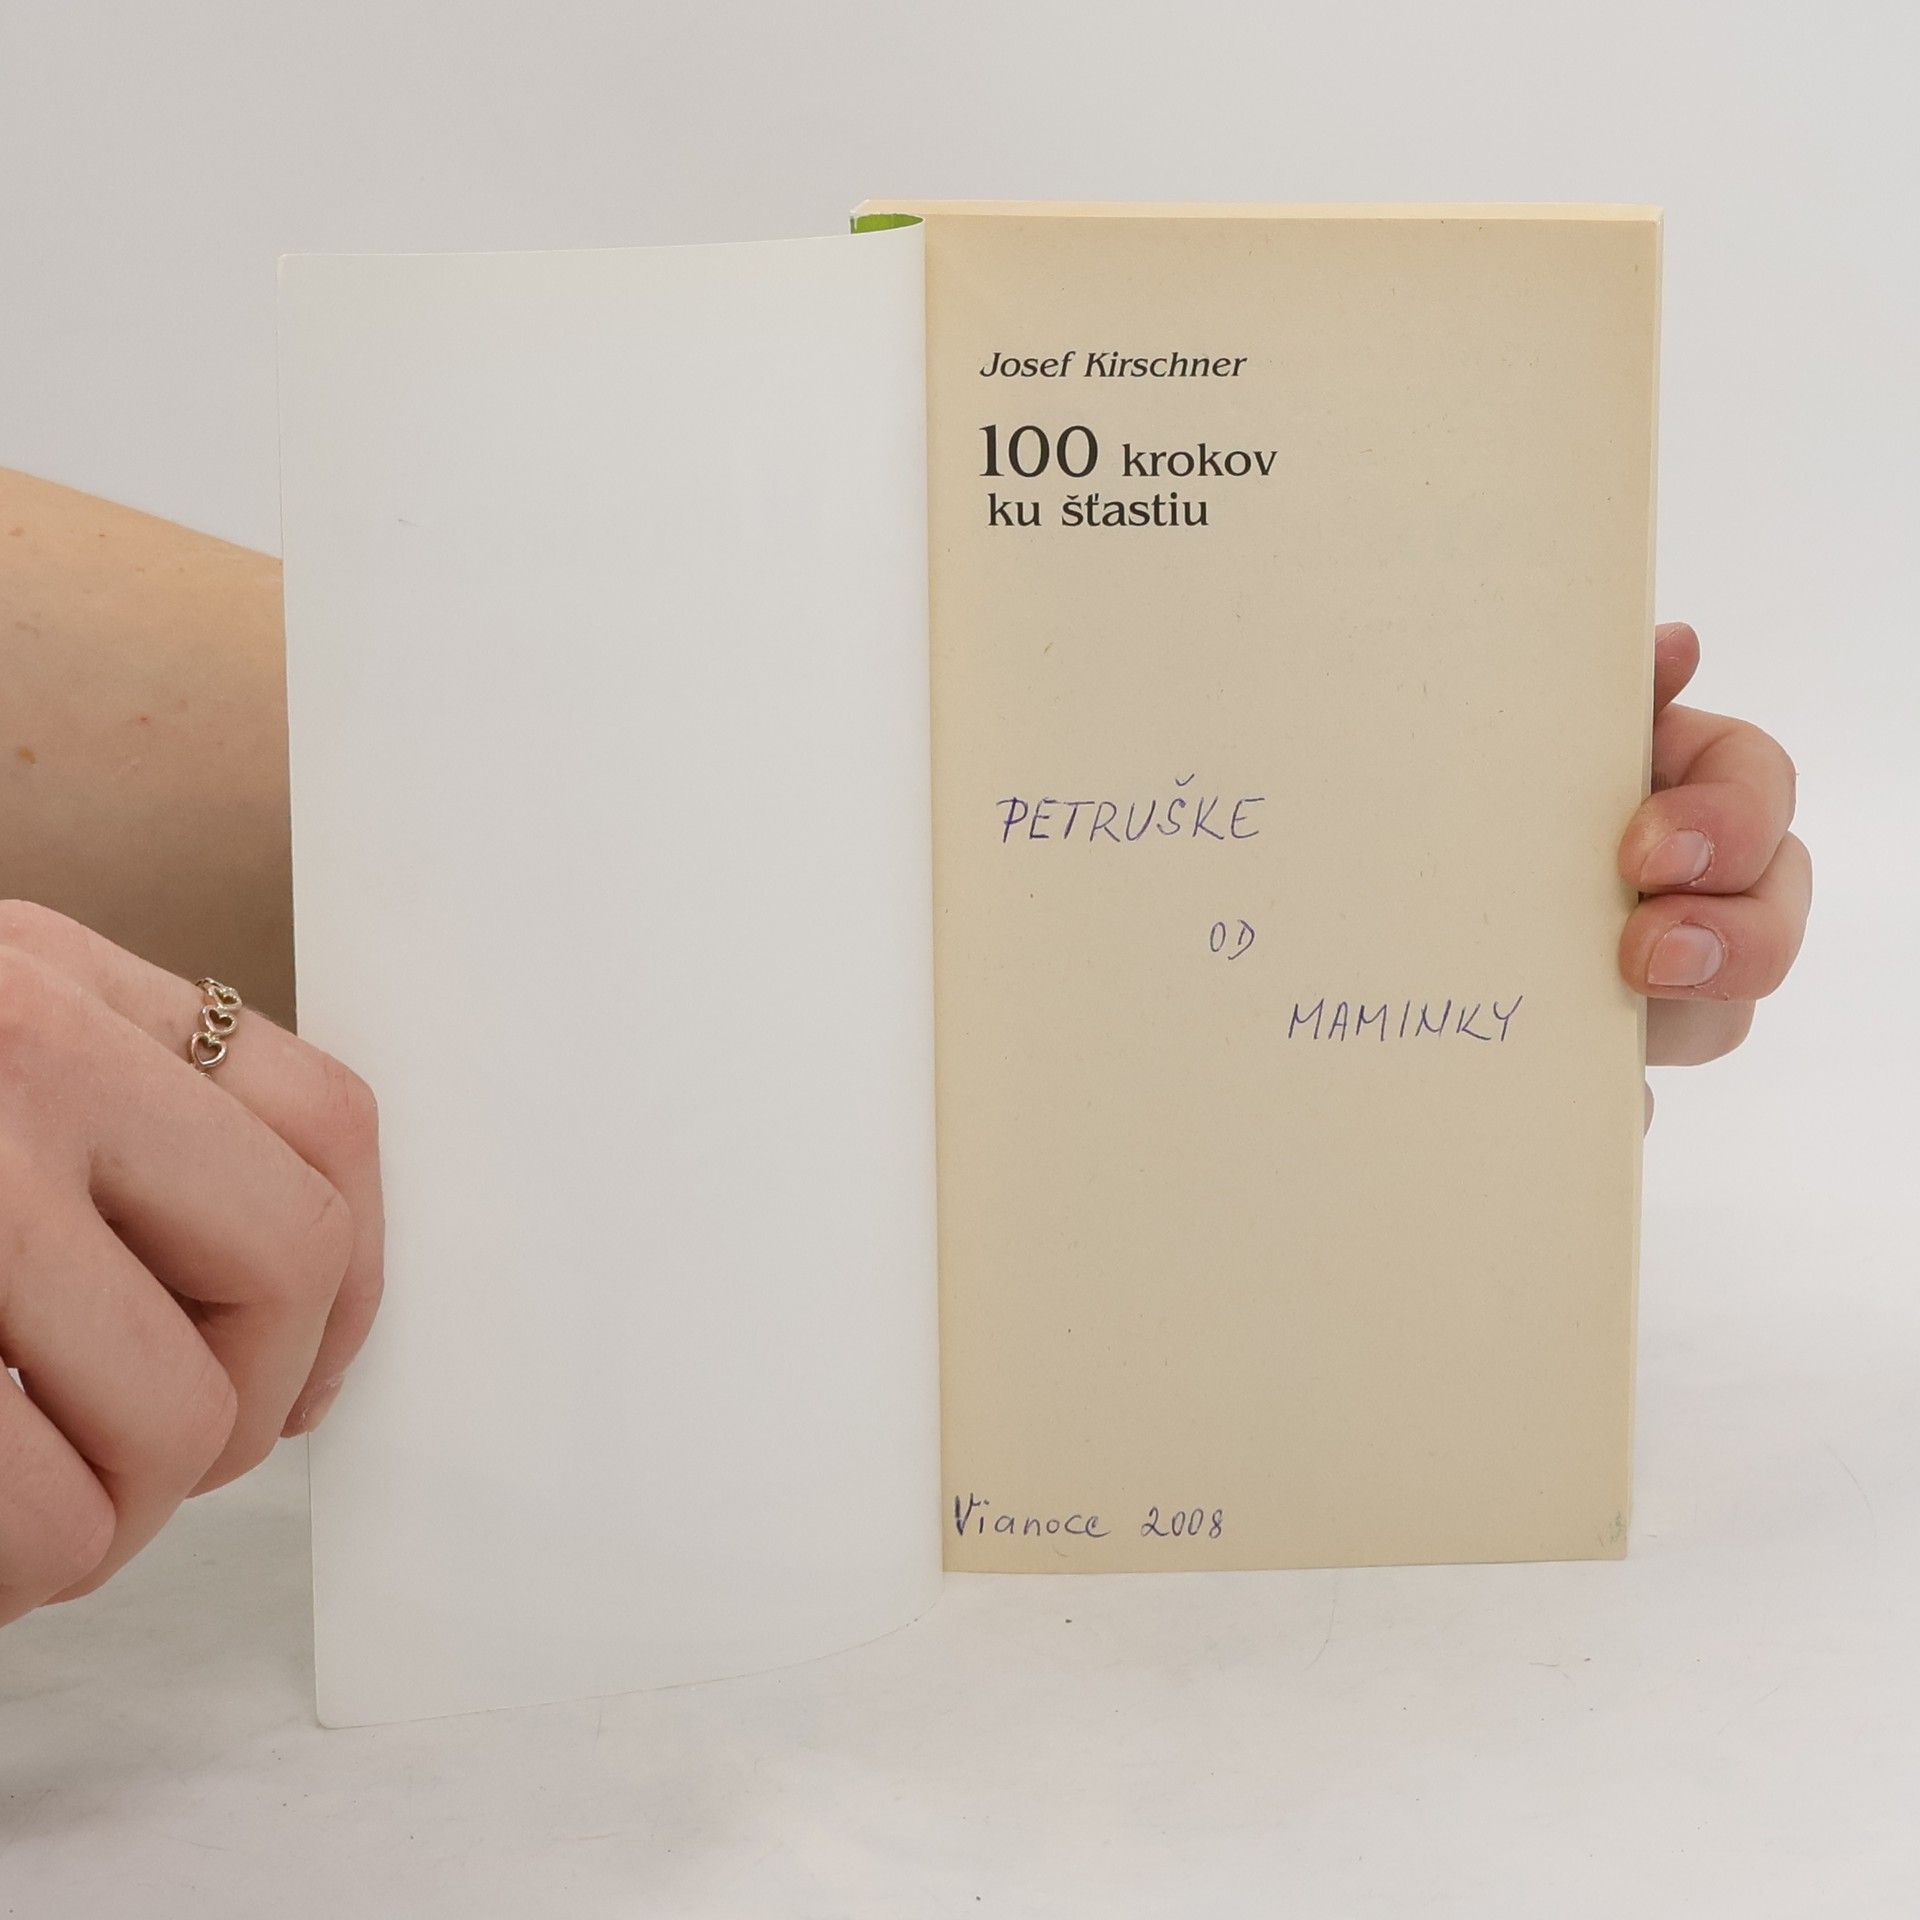 Josef Kirschner
100 krokov
ku šťastiu
PETRUŠKE
OD
MAMINKY
Vianoce 2008